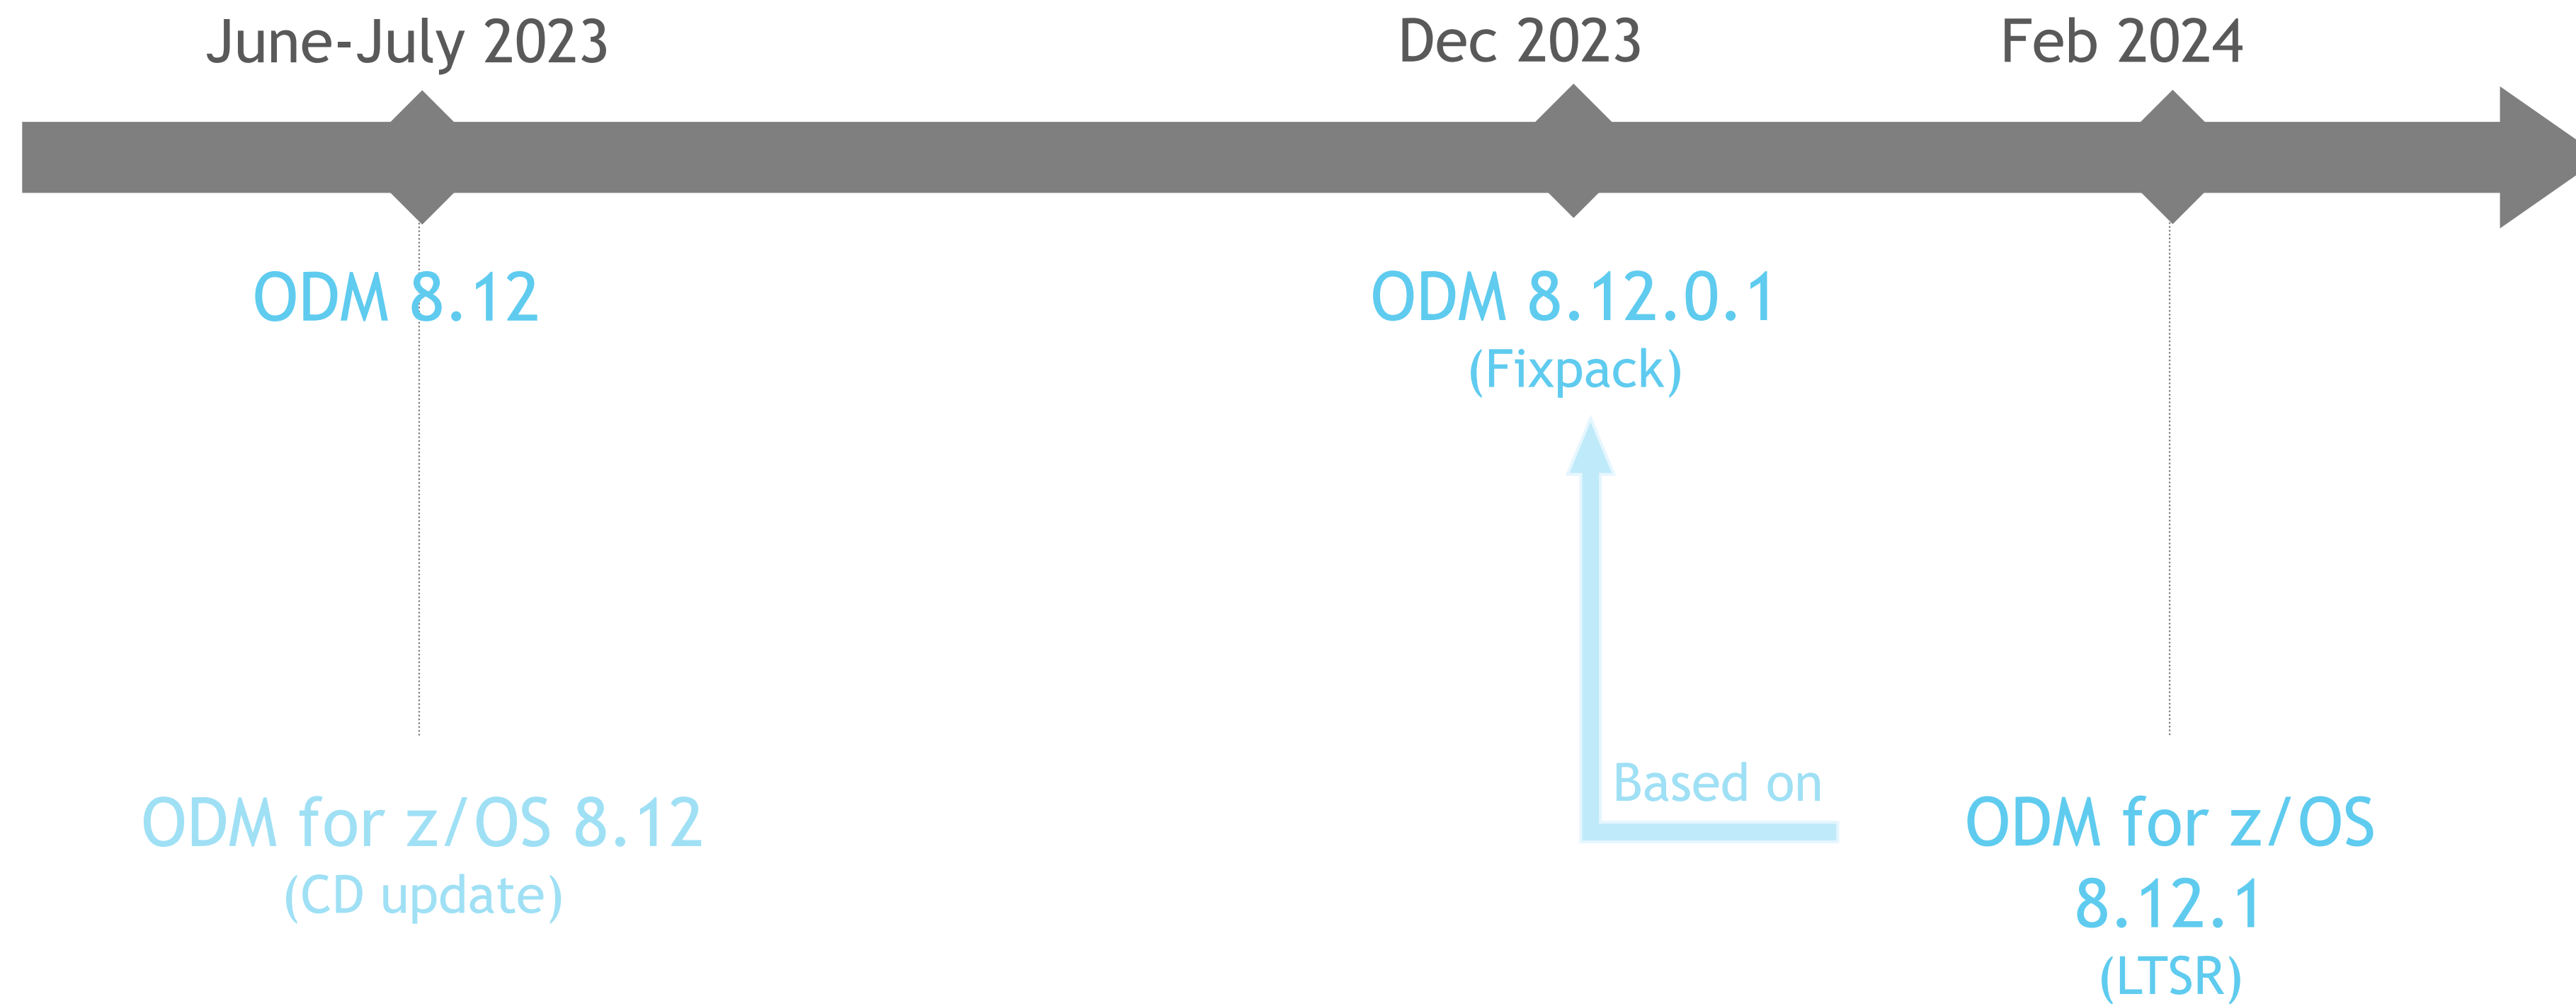 June-July 2023
Dec 2023
Feb 2024
ODM 8.12
ODM 8.12.0.1
(Fixpack)
Based on
ODM for z/OS 8.12
(CD update)
ODM for z/OS
8.12.1
(LTSR)